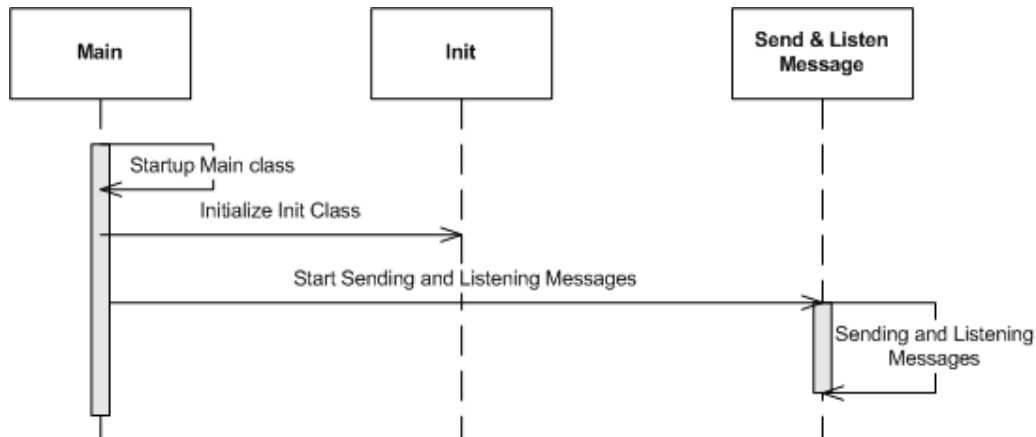 Main
Init
Send & Listen
Message
Startup Main class
Initialize Init Class
Start Sending and Listening Messages
Sending and Listening
Messages